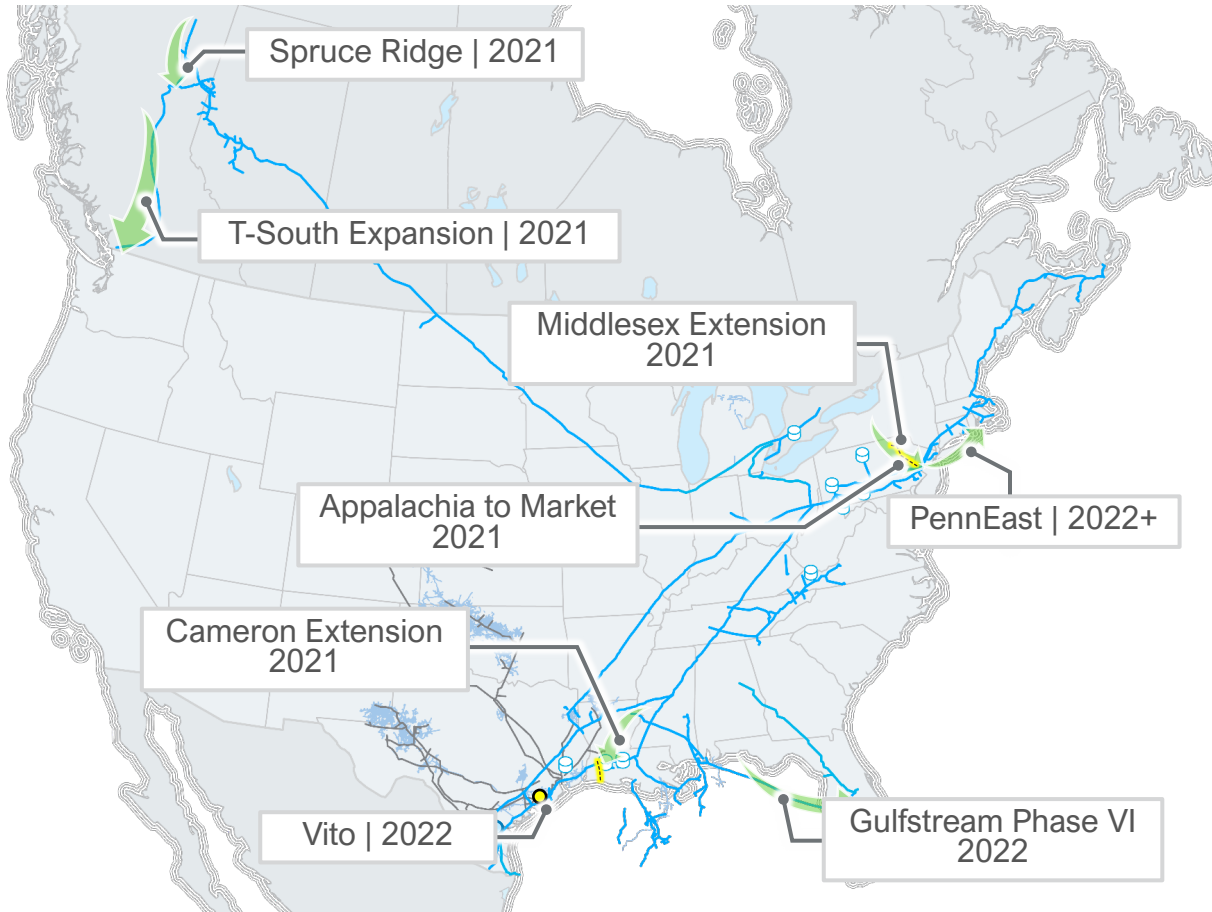 Spruce Ridge | 2021
T-South Expansion | 2021
Middlesex Extension
2021
Appalachia to Market
2021
PennEast | 2022+
Cameron Extension
2021
Vito | 2022
Gulfstream Phase VI
2022